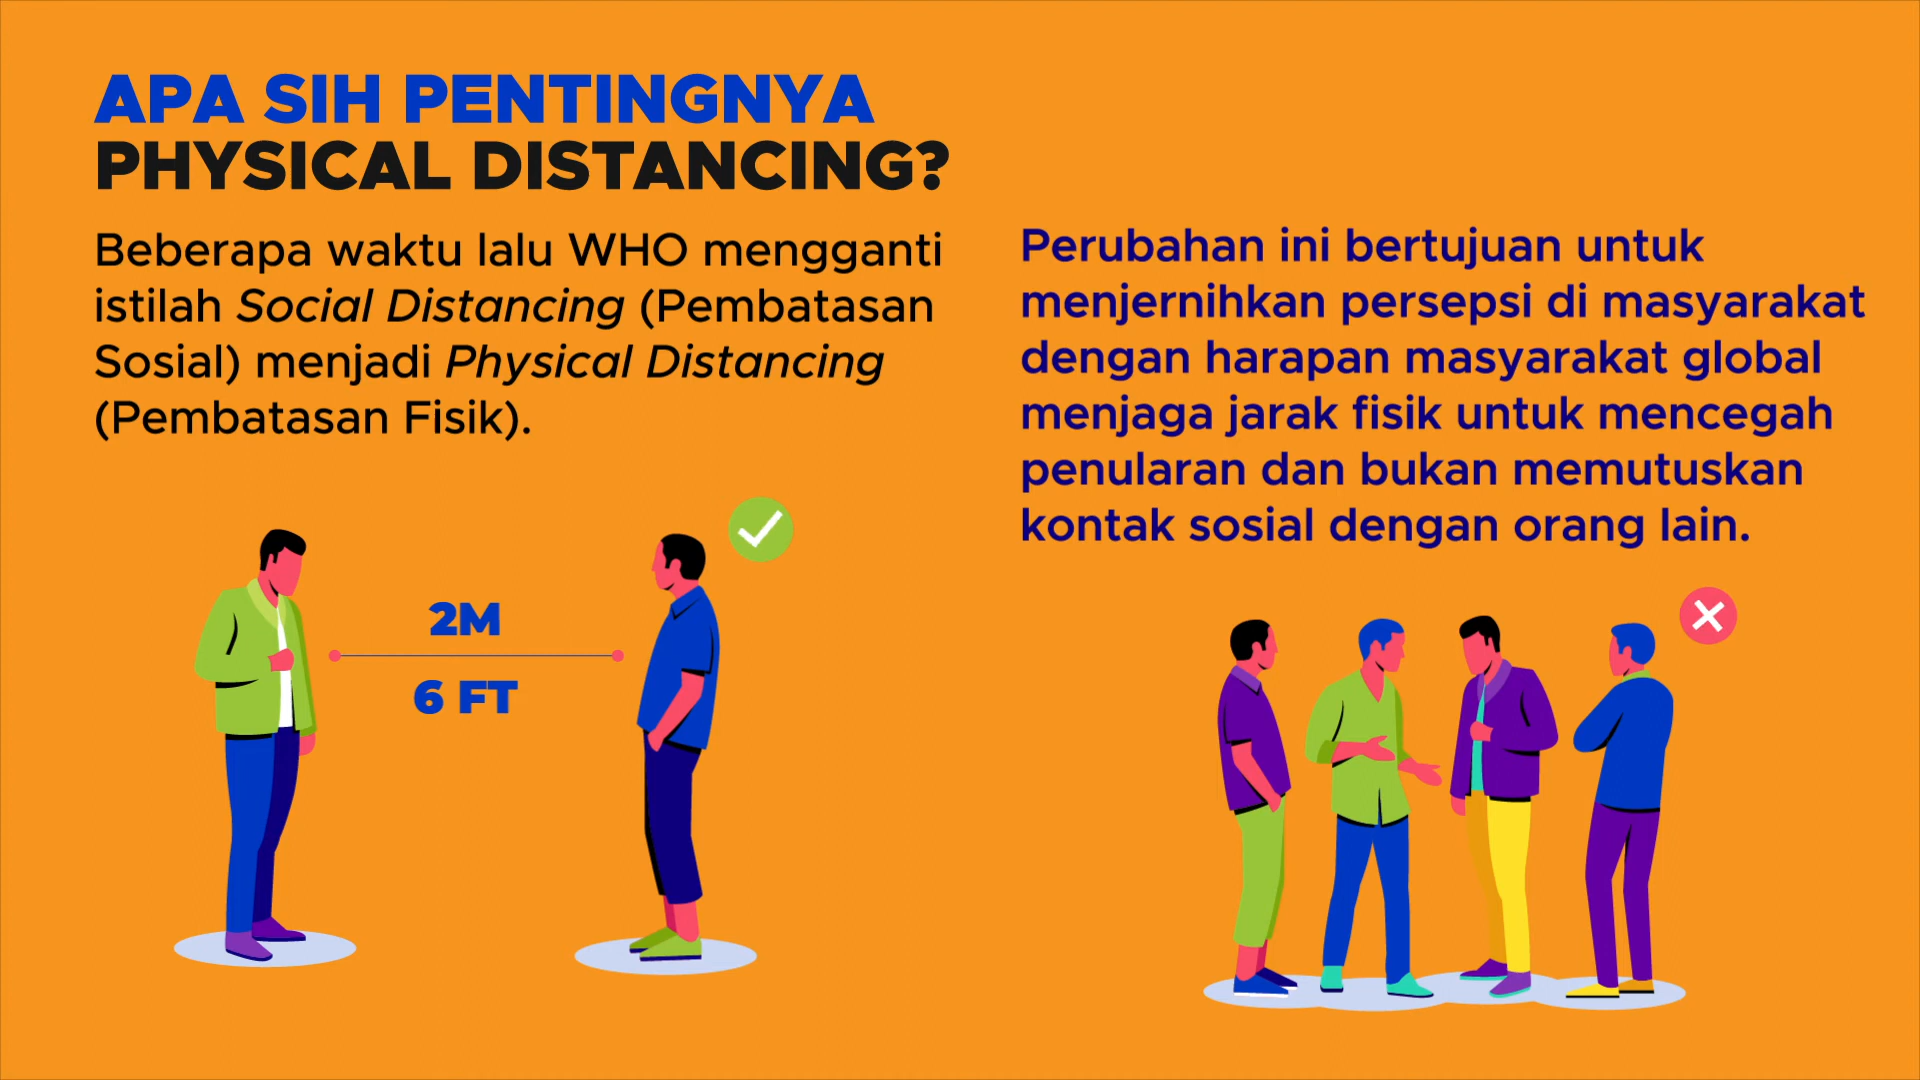 APA SIH PENTINGNYA
PHYSICAL DISTANCING?
Beberapa waktu lalu WHO mengganti
istilah Social Distancing (Pembatasan
Sosial) menjadi Physical Distancing
(Pembatasan Fisik).
Perubahan ini bertujuan untuk
menjernihkan persepsi di masyarakat
dengan harapan masyarakat global
menjaga jarak fisik untuk mencegah
penularan dan bukan memutuskan
kontak sosial dengan orang lain.
2M
6 FT